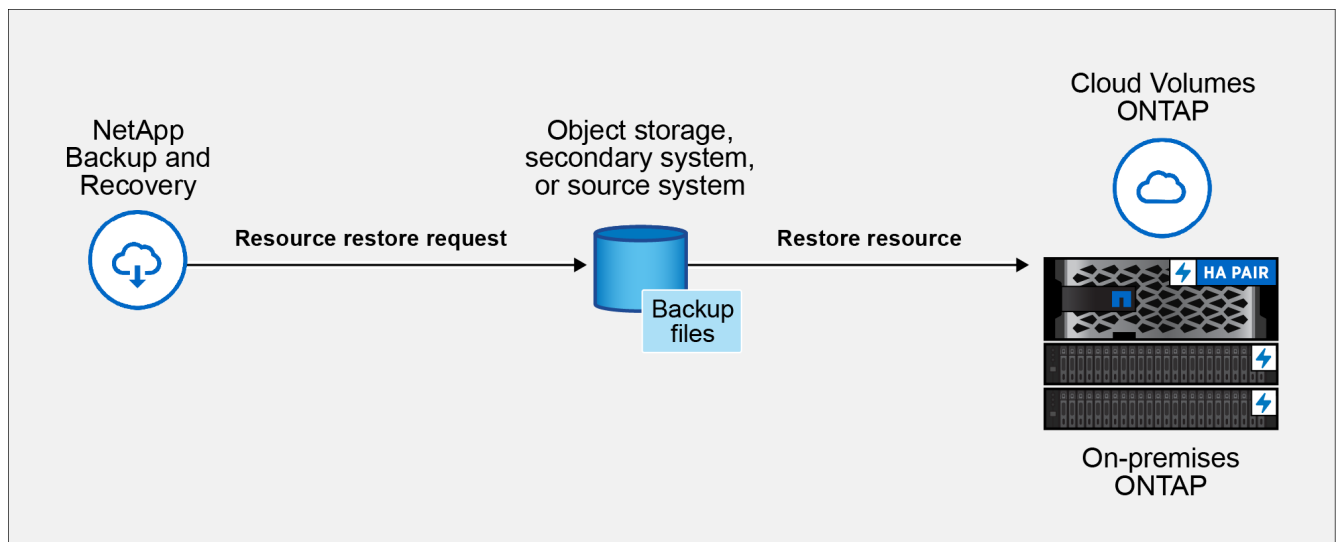 NetApp
Backup and
Recovery
Resource restore request
Object storage,
secondary system,
or source system
Backup
files
Restore resource
Cloud Volumes
ONTAP
HA PAIR
On-premises
ONTAP